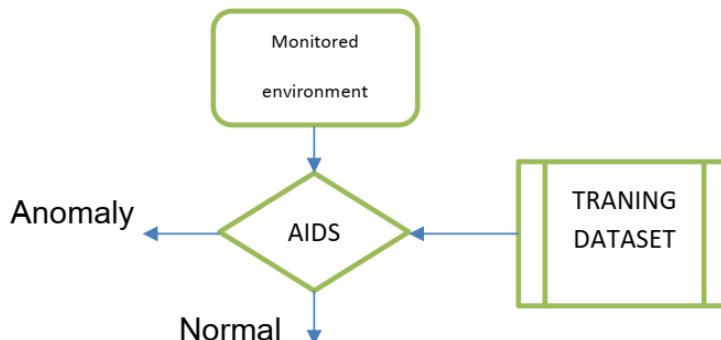 Monitored
environment
Anomaly
AIDS
TRANING
DATASET
Normal